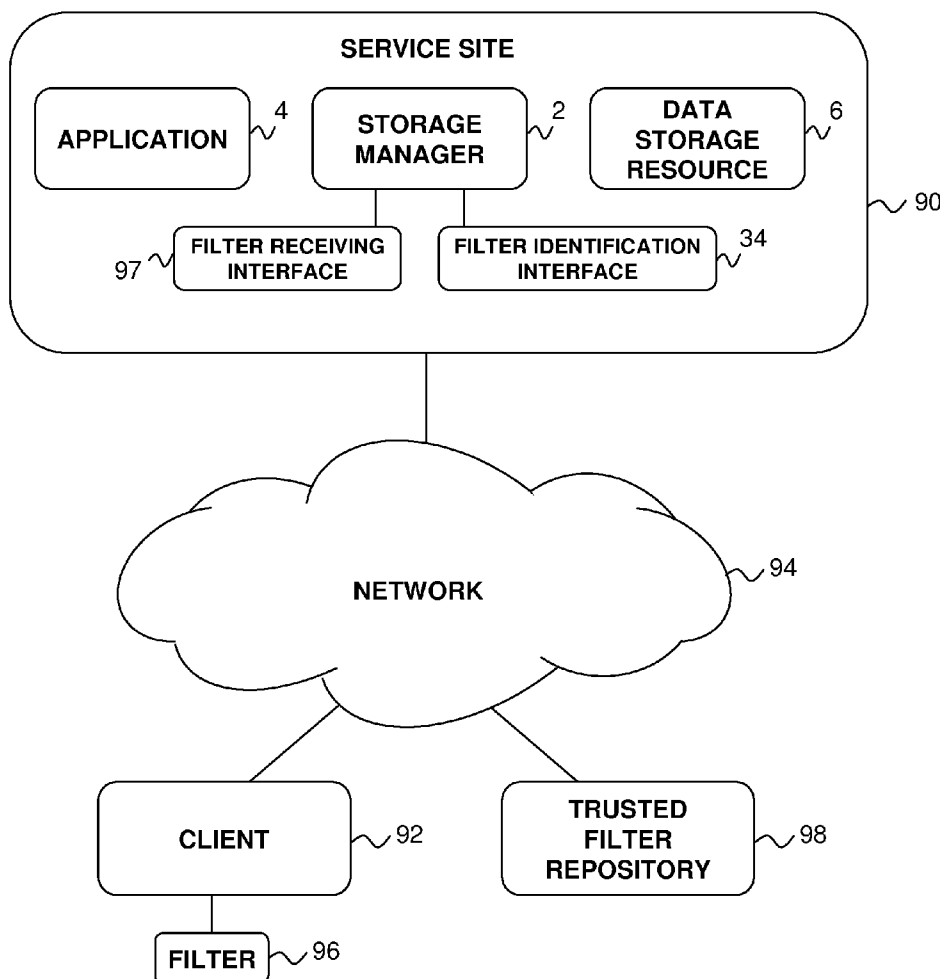 SERVICE SITE
APPLICATION
4
STORAGE
MANAGER
2
DATA
STORAGE
RESOURCE
6
90
FILTER RECEIVING
INTERFACE
97
FILTER IDENTIFICATION
INTERFACE
34
NETWORK
94
CLIENT
92
TRUSTED
FILTER
REPOSITORY
98
FILTER
96